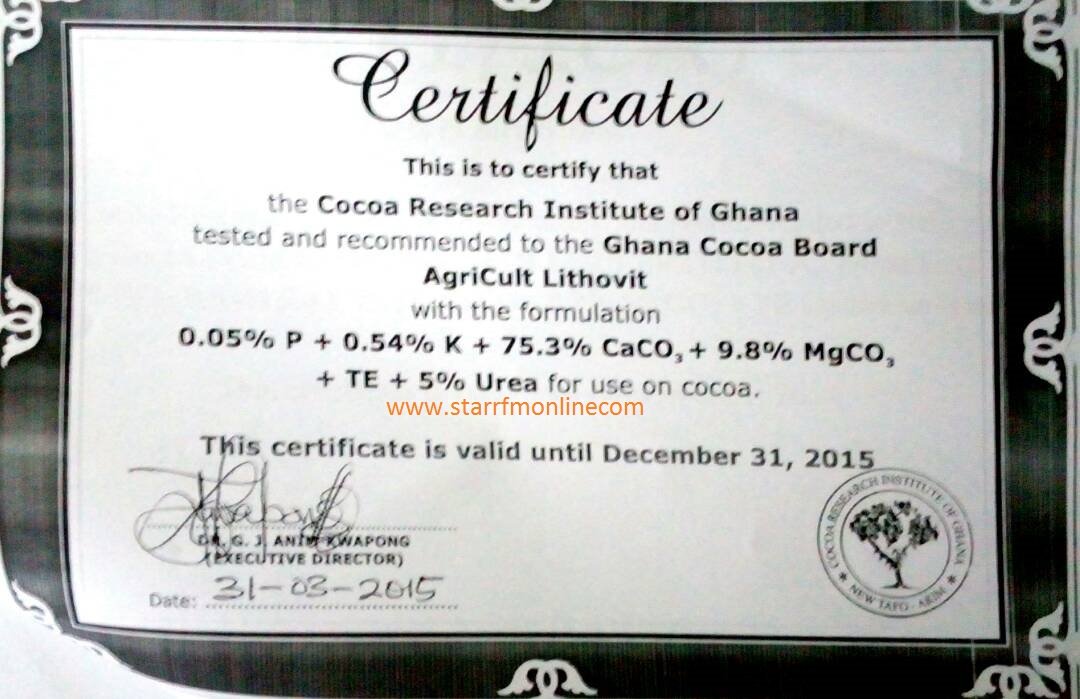 Certificate
This is to certify that
the Cocoa Research Institute of Ghana
tested and recommended to the Ghana Cocoa Board
AgriCult Lithovit
with the formulation
0.05% P + 0.54% K + 75.3% CaCO₃ + 9.8% MgCO₃
+ TE + 5% Urea for use on cocoa.
www.starrfmonlinecom
This certificate is valid until December 31, 2015
DR. G. J. ANIM KWAPONG
(EXECUTIVE DIRECTOR)
Date: 31-03-2015
COCOA RESEARCH INSTITUTE OF GHANA
NEW TAFO - AKIM